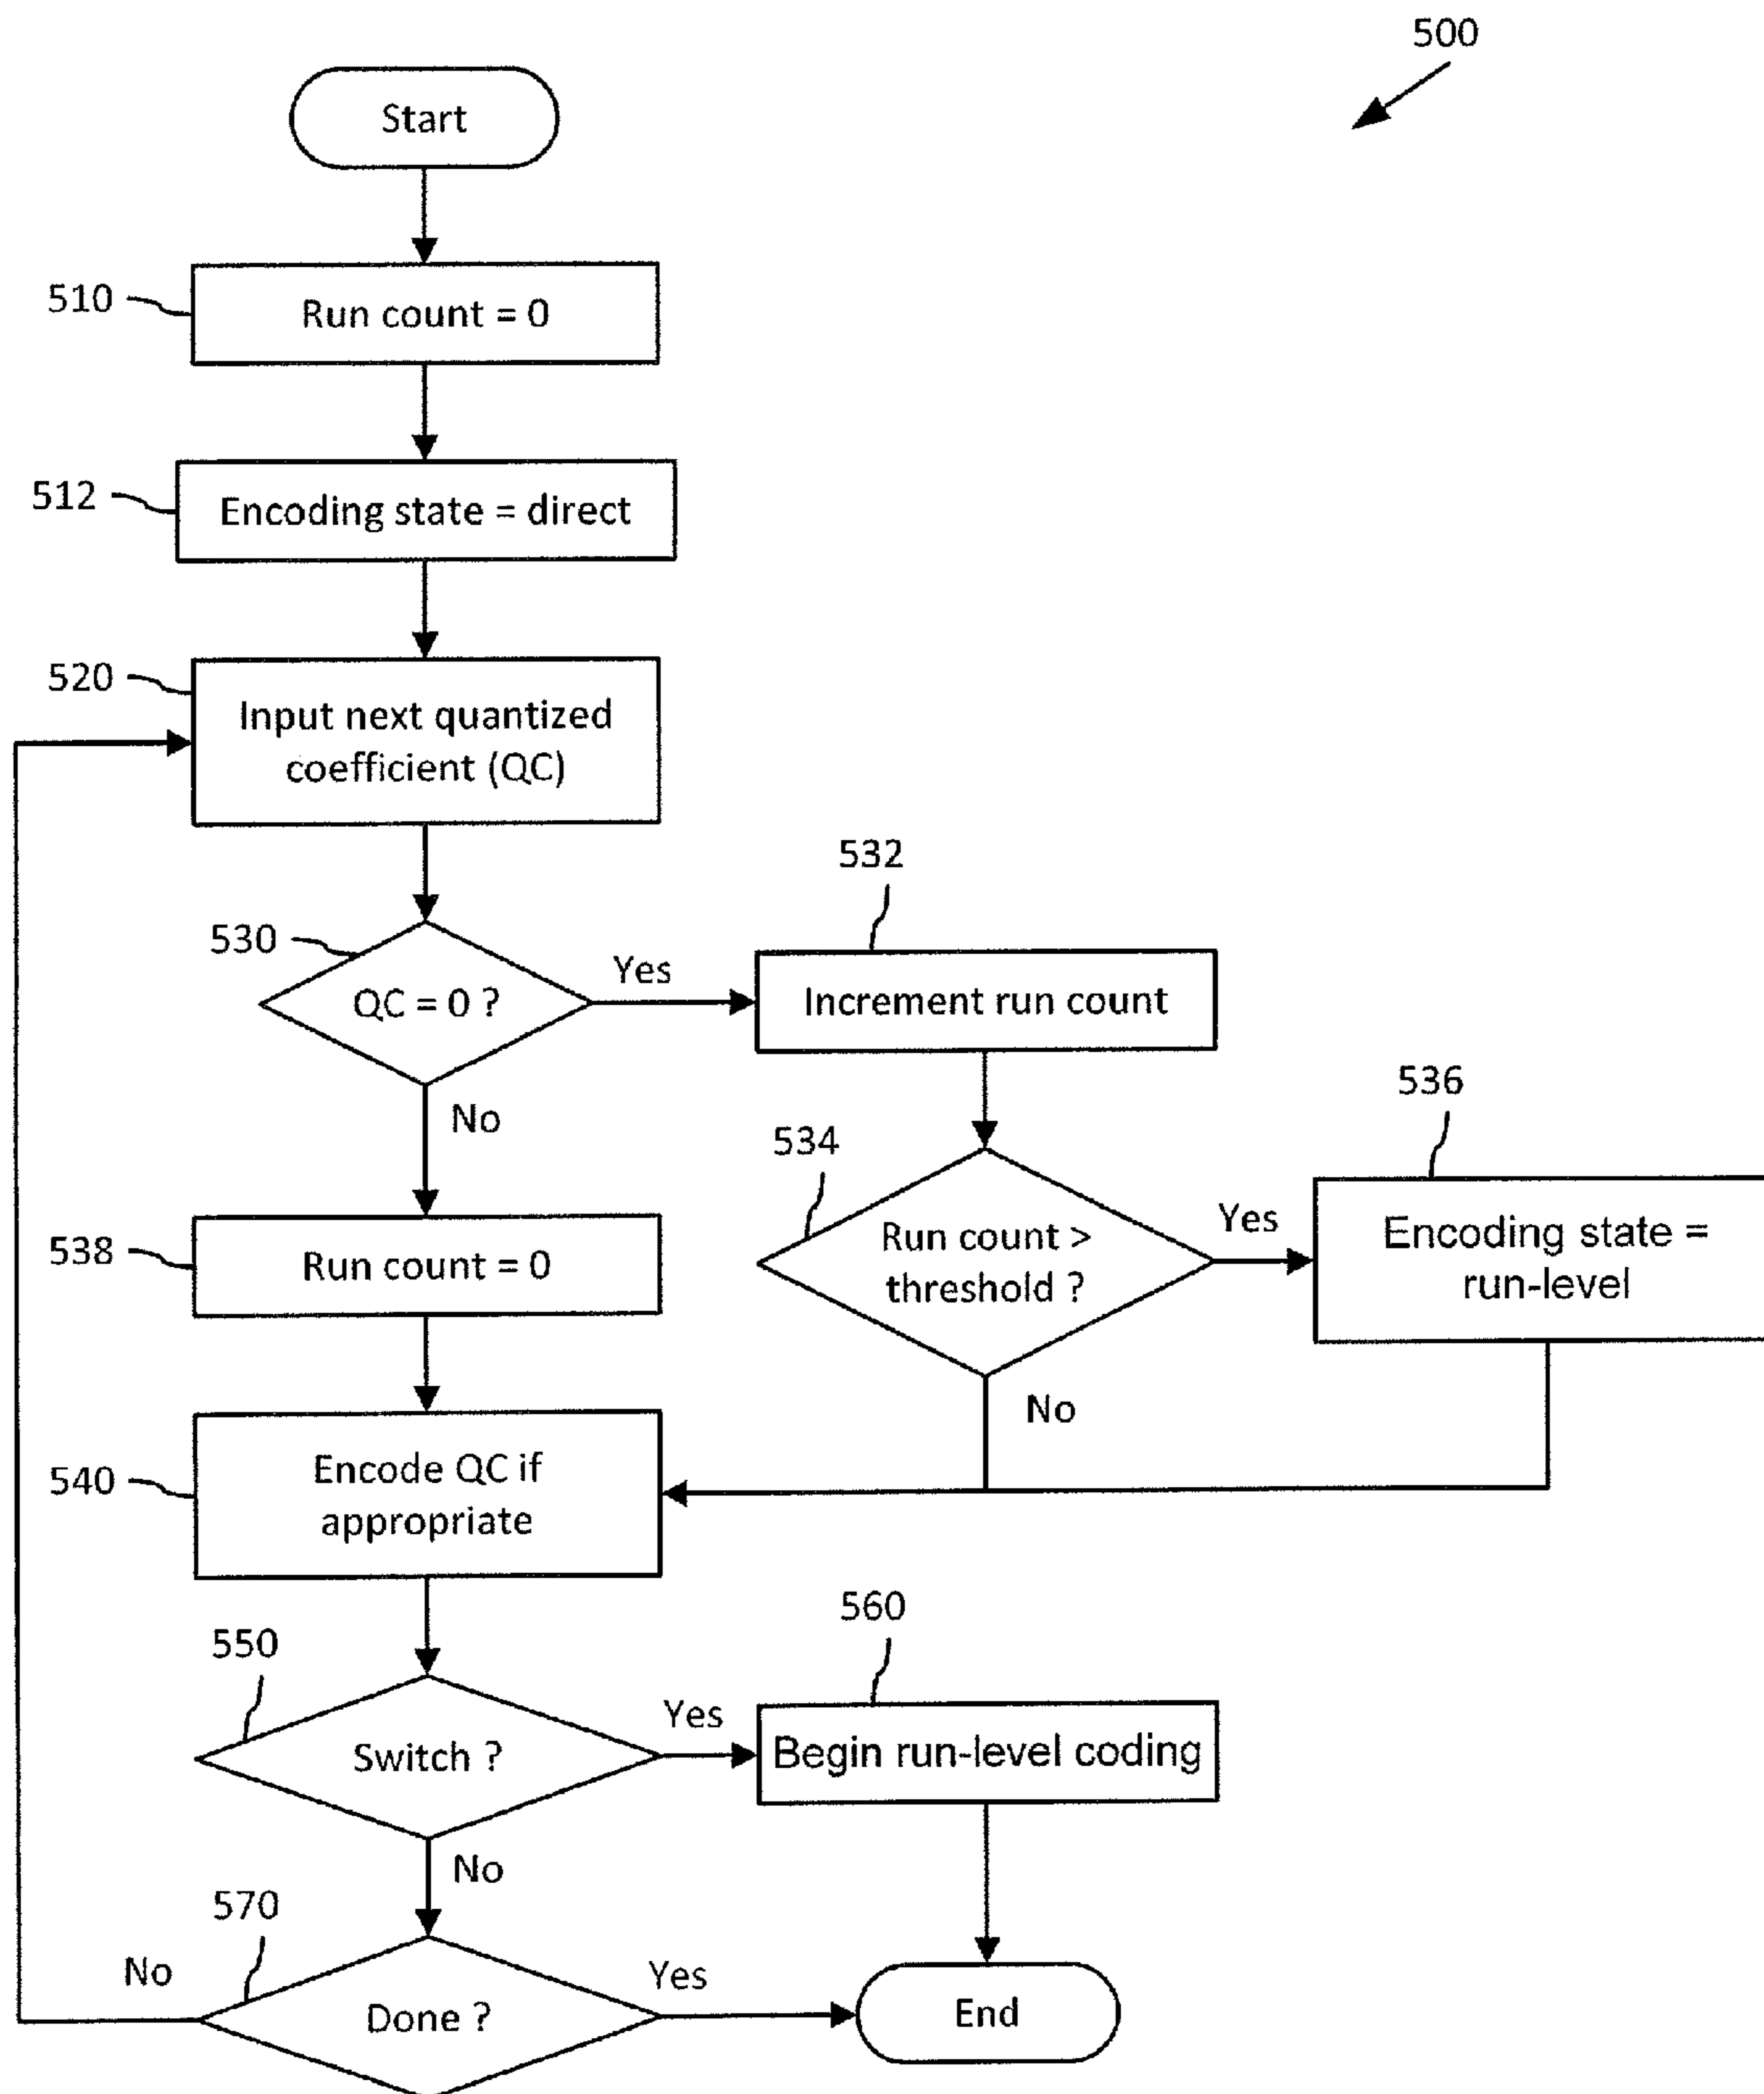 500
Start
510
Run count = 0
512
Encoding state = direct
520
Input next quantized
coefficient (QC)
532
530
QC = 0 ?
Yes
Increment run count
No
536
534
Run count >
threshold ?
Yes
Encoding state =
run-level
538
Run count = 0
No
540
Encode QC if
appropriate
560
550
Switch ?
Yes
Begin run-level coding
No
570
No
Done ?
Yes
End